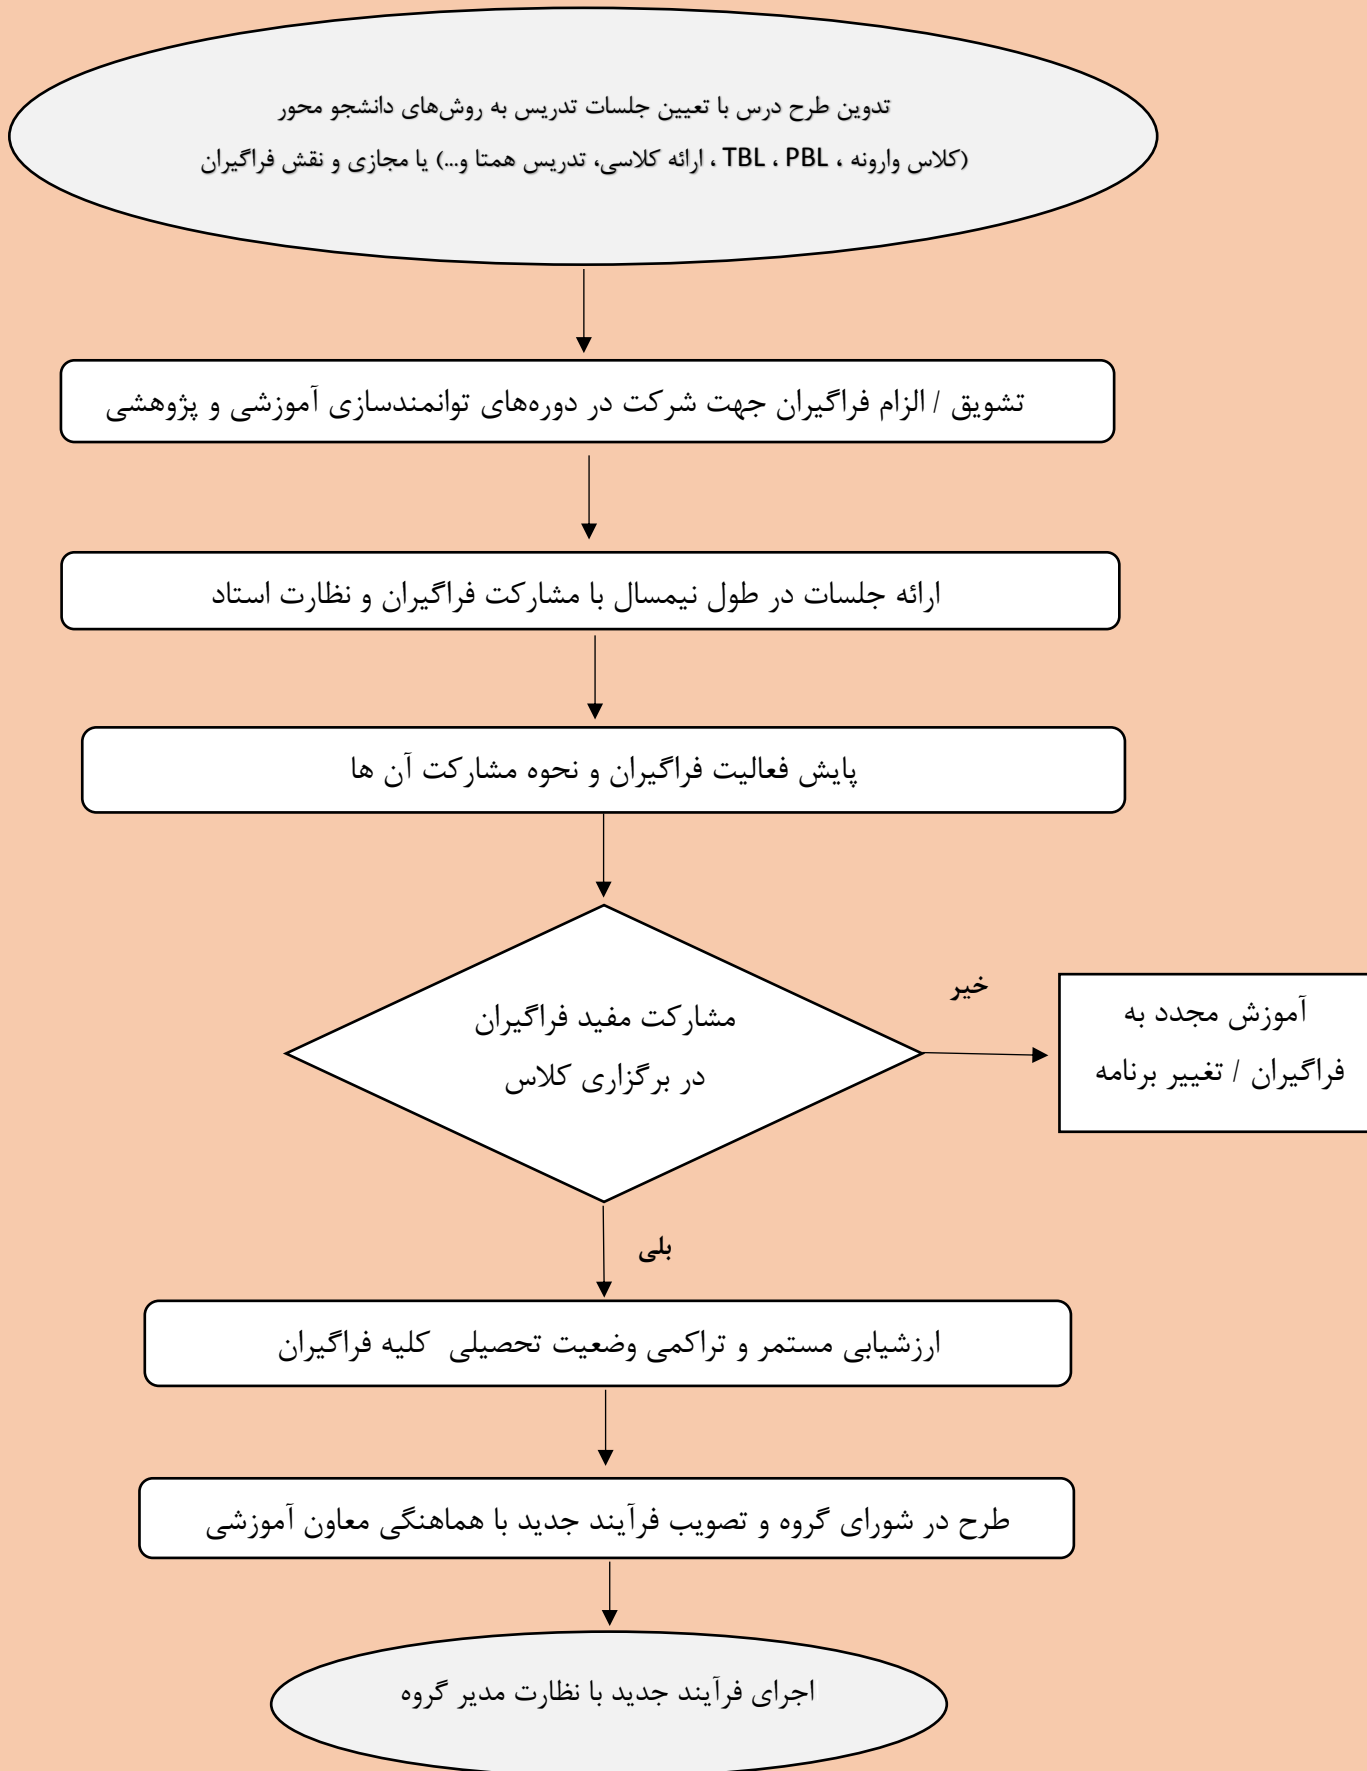 تدوین طرح درس با تعیین جلسات تدریس به روش‌های دانشجو محور
(کلاس وارونه ، TBL ، PBL ، ارائه کلاسی، تدریس همتا و...) یا مجازی و نقش فراگیران
تشویق / الزام فراگیران جهت شرکت در دوره‌های توانمندسازی آموزشی و پژوهشی
ارائه جلسات در طول نیمسال با مشارکت فراگیران و نظارت استاد
پایش فعالیت فراگیران و نحوه مشارکت آن ها
مشارکت مفید فراگیران
در برگزاری کلاس
خیر
آموزش مجدد به
فراگیران / تغییر برنامه
بلی
ارزشیابی مستمر و تراکمی وضعیت تحصیلی کلیه فراگیران
طرح در شورای گروه و تصویب فرآیند جدید با هماهنگی معاون آموزشی
اجرای فرآیند جدید با نظارت مدیر گروه